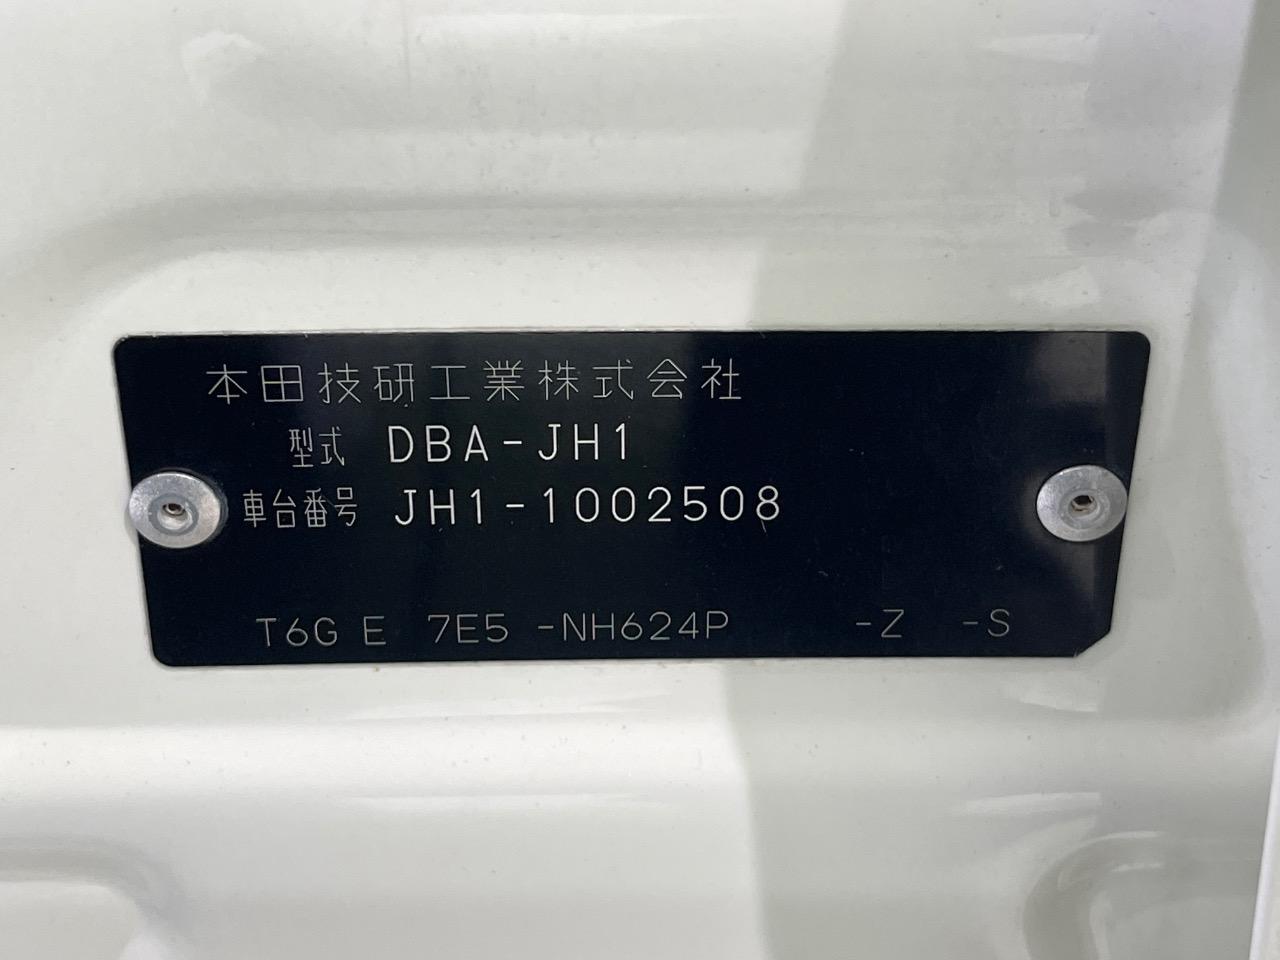 本田技研工業株式会社
型式 DBA-JH1
車台番号 JH1-1002508
T6G E 7E5 -NH624P -Z -S